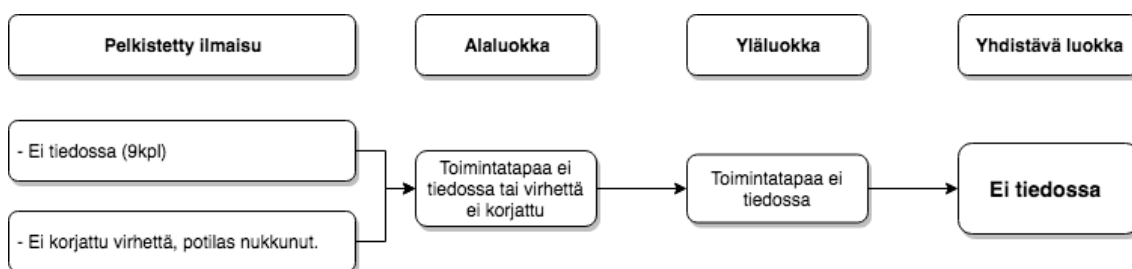 Pelkistetty ilmaisu
Alaluokka
Yläluokka
Yhdistävä luokka
- Ei tiedossa (9kpl)
- Ei korjattu virhettä, potilas nukkunut.
Toimintatapaa ei
tiedossa tai virhettä
ei korjattu
Toimintatapaa ei
tiedossa
Ei tiedossa